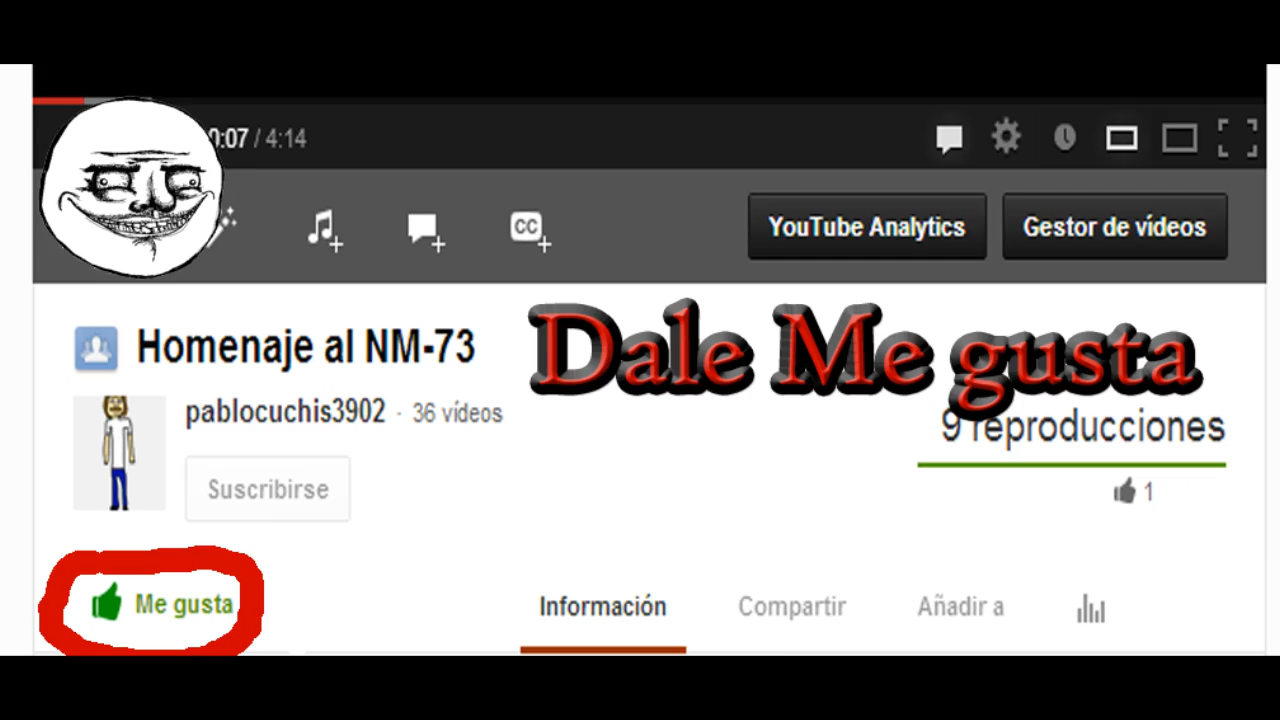 0:07 / 4:14
CC
YouTube Analytics
Gestor de vídeos
Homenaje al NM-73
Dale Me gusta
pablocuchis3902 · 36 vídeos
9 reproducciones
Suscribirse
1
Me gusta
Información
Compartir
Añadir a